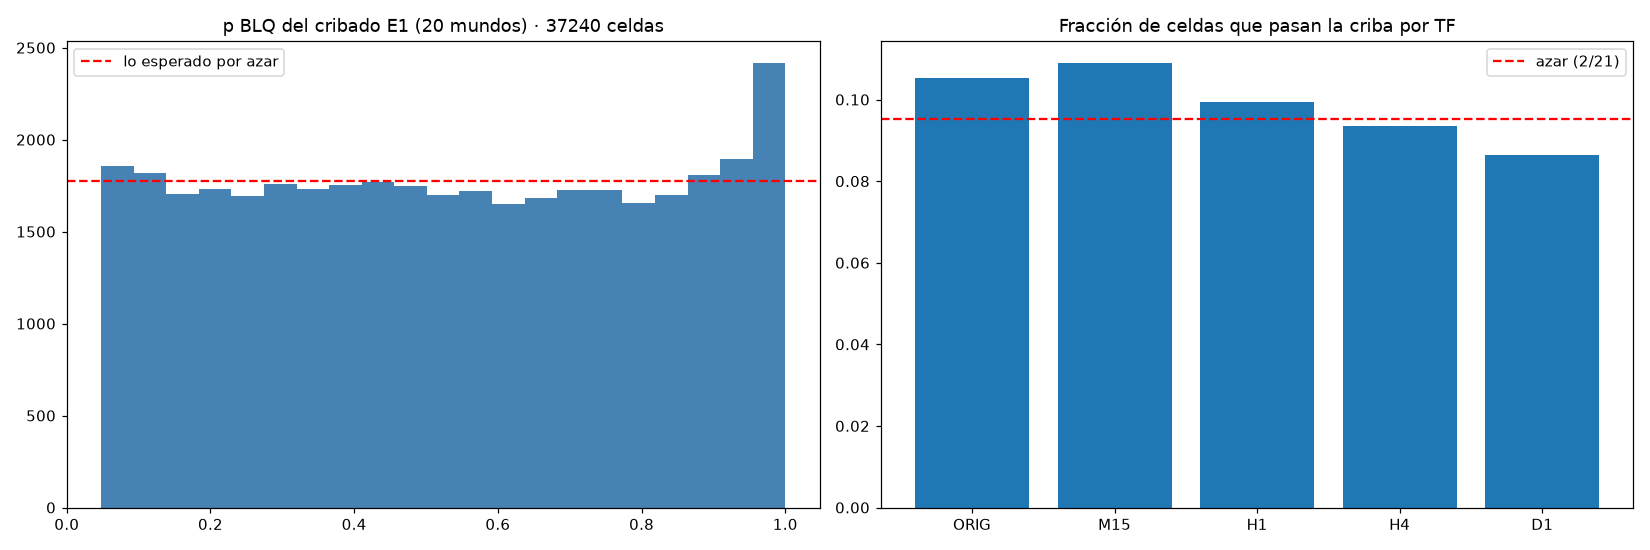 p BLQ del cribado E1 (20 mundos) · 37240 celdas
lo esperado por azar
2500
2000
1500
1000
500
0
0.0 0.2 0.4 0.6 0.8 1.0
Fracción de celdas que pasan la criba por TF
azar (2/21)
0.10
0.08
0.06
0.04
0.02
0.00
ORIG M15 H1 H4 D1